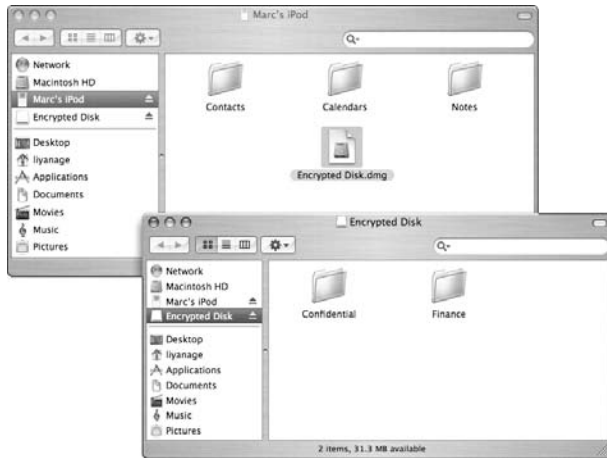 Marc's iPod
Network
Macintosh HD
Marc's iPod
Encrypted Disk
Desktop
liyanage
Applications
Documents
Movies
Music
Pictures
Contacts
Calendars
Notes
Encrypted Disk.dmg
Encrypted Disk
Network
Macintosh HD
Marc's iPod
Encrypted Disk
Desktop
liyanage
Applications
Documents
Movies
Music
Pictures
Confidential
Finance
2 items, 31.3 MB available